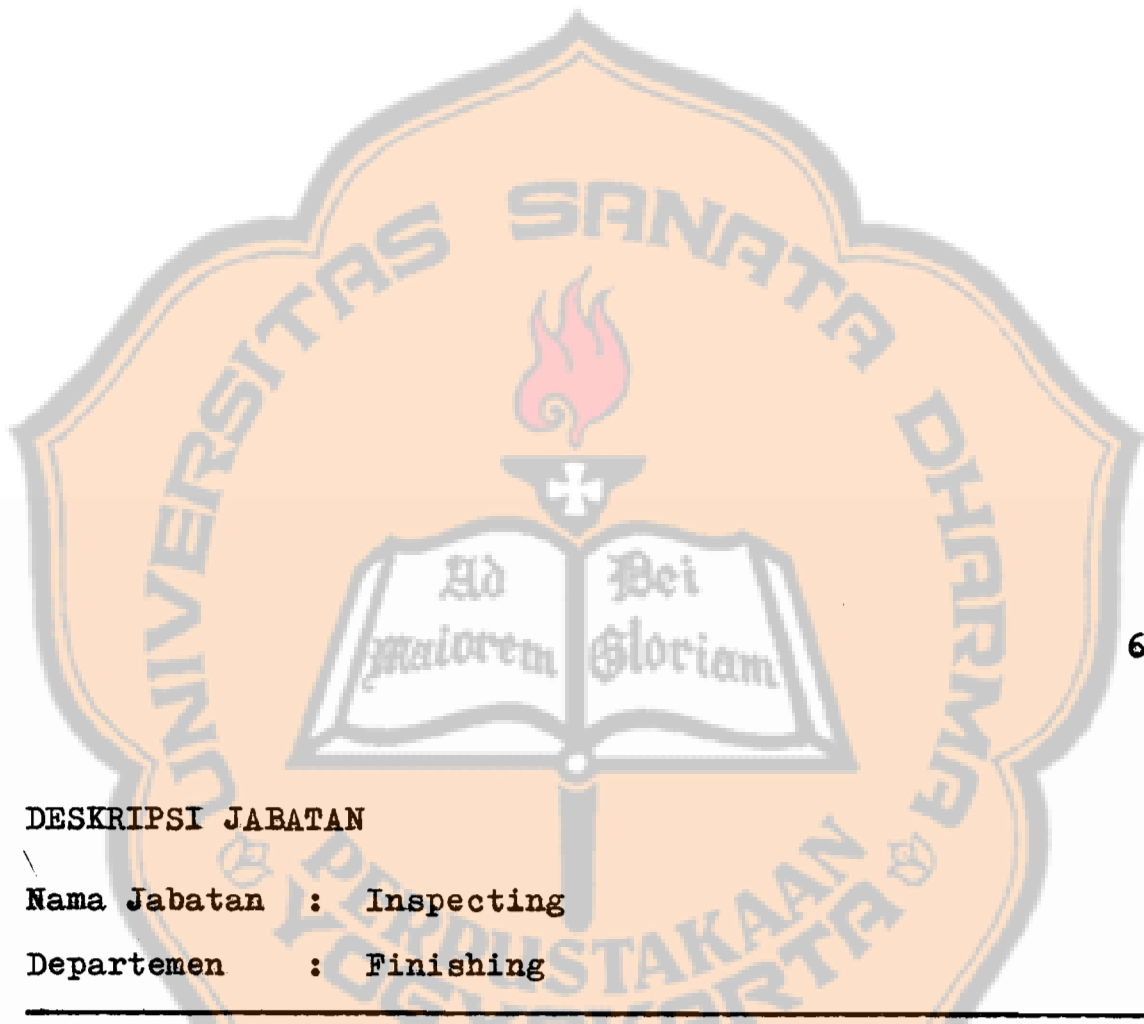 UNIVERSITAS SANATA DHARMA
Ad Dei
Maiorem Gloriam
6
DESKRIPSI JABATAN
Nama Jabatan : Inspecting
Departemen : Finishing
PERPUSTAKAAN
YOGYAKARTA